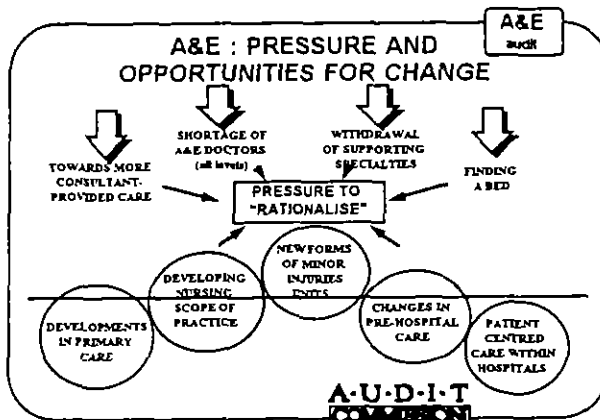 A&E
audit
A&E : PRESSURE AND
OPPORTUNITIES FOR CHANGE
TOWARDS MORE
CONSULTANT-
PROVIDED CARE
SHORTAGE OF
A&E DOCTORS
(all levels)
WITHDRAWAL
OF SUPPORTING
SPECIALTIES
FINDING
A BED
PRESSURE TO
"RATIONALISE"
DEVELOPMENTS
IN PRIMARY
CARE
DEVELOPING
NURSING
SCOPE OF
PRACTICE
NEW FORMS
OF MINOR
INJURIES
UNITS
CHANGES IN
PRE-HOSPITAL
CARE
PATIENT
CENTRED
CARE WITHIN
HOSPITALS
A·U·D·I·T
COMMISSION